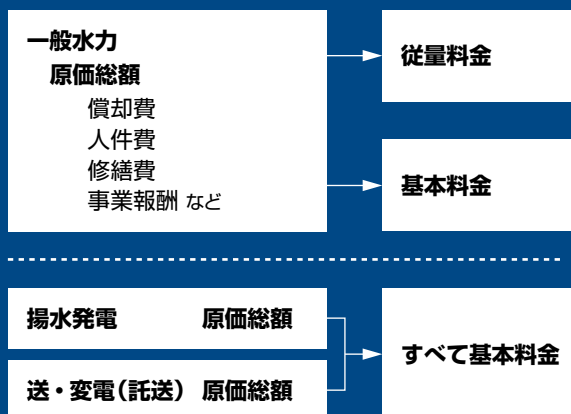 一般水力
原価総額
償却費
人件費
修繕費
事業報酬 など
従量料金
基本料金
揚水発電 原価総額
送・変電(託送) 原価総額
すべて基本料金